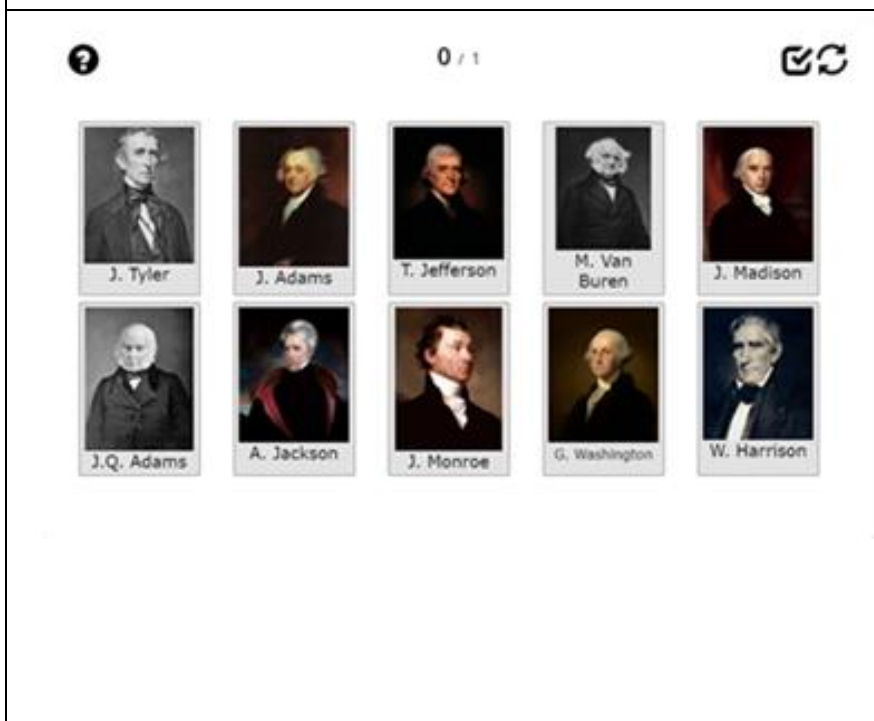 ?
0 / 1
J. Tyler
J. Adams
T. Jefferson
M. Van
Buren
J. Madison
J.Q. Adams
A. Jackson
J. Monroe
G. Washington
W. Harrison